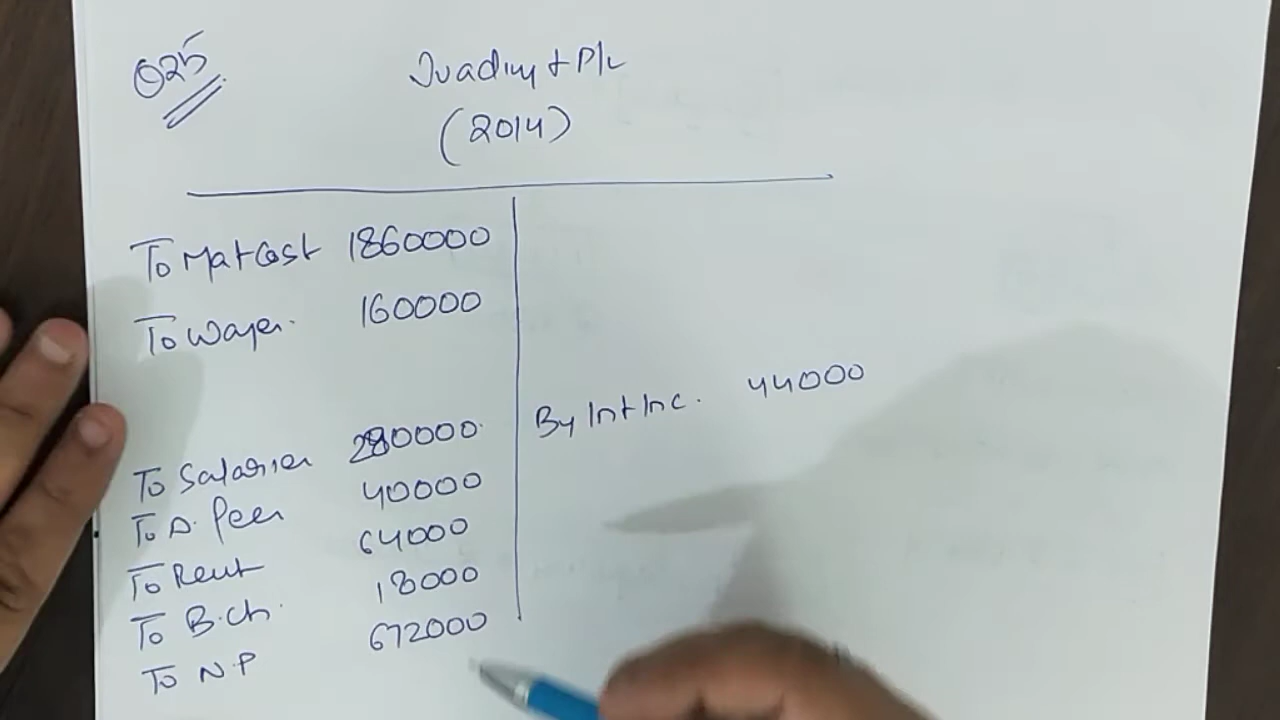 Q25
Trading + P/L
(2014)
To Mat Cost 1860000
To Wages. 160000
By Int Inc. 44000
To Salaries 280000
To D. Feer 40000
To Rent 64000
To B.Ch. 18000
To N.P 672000